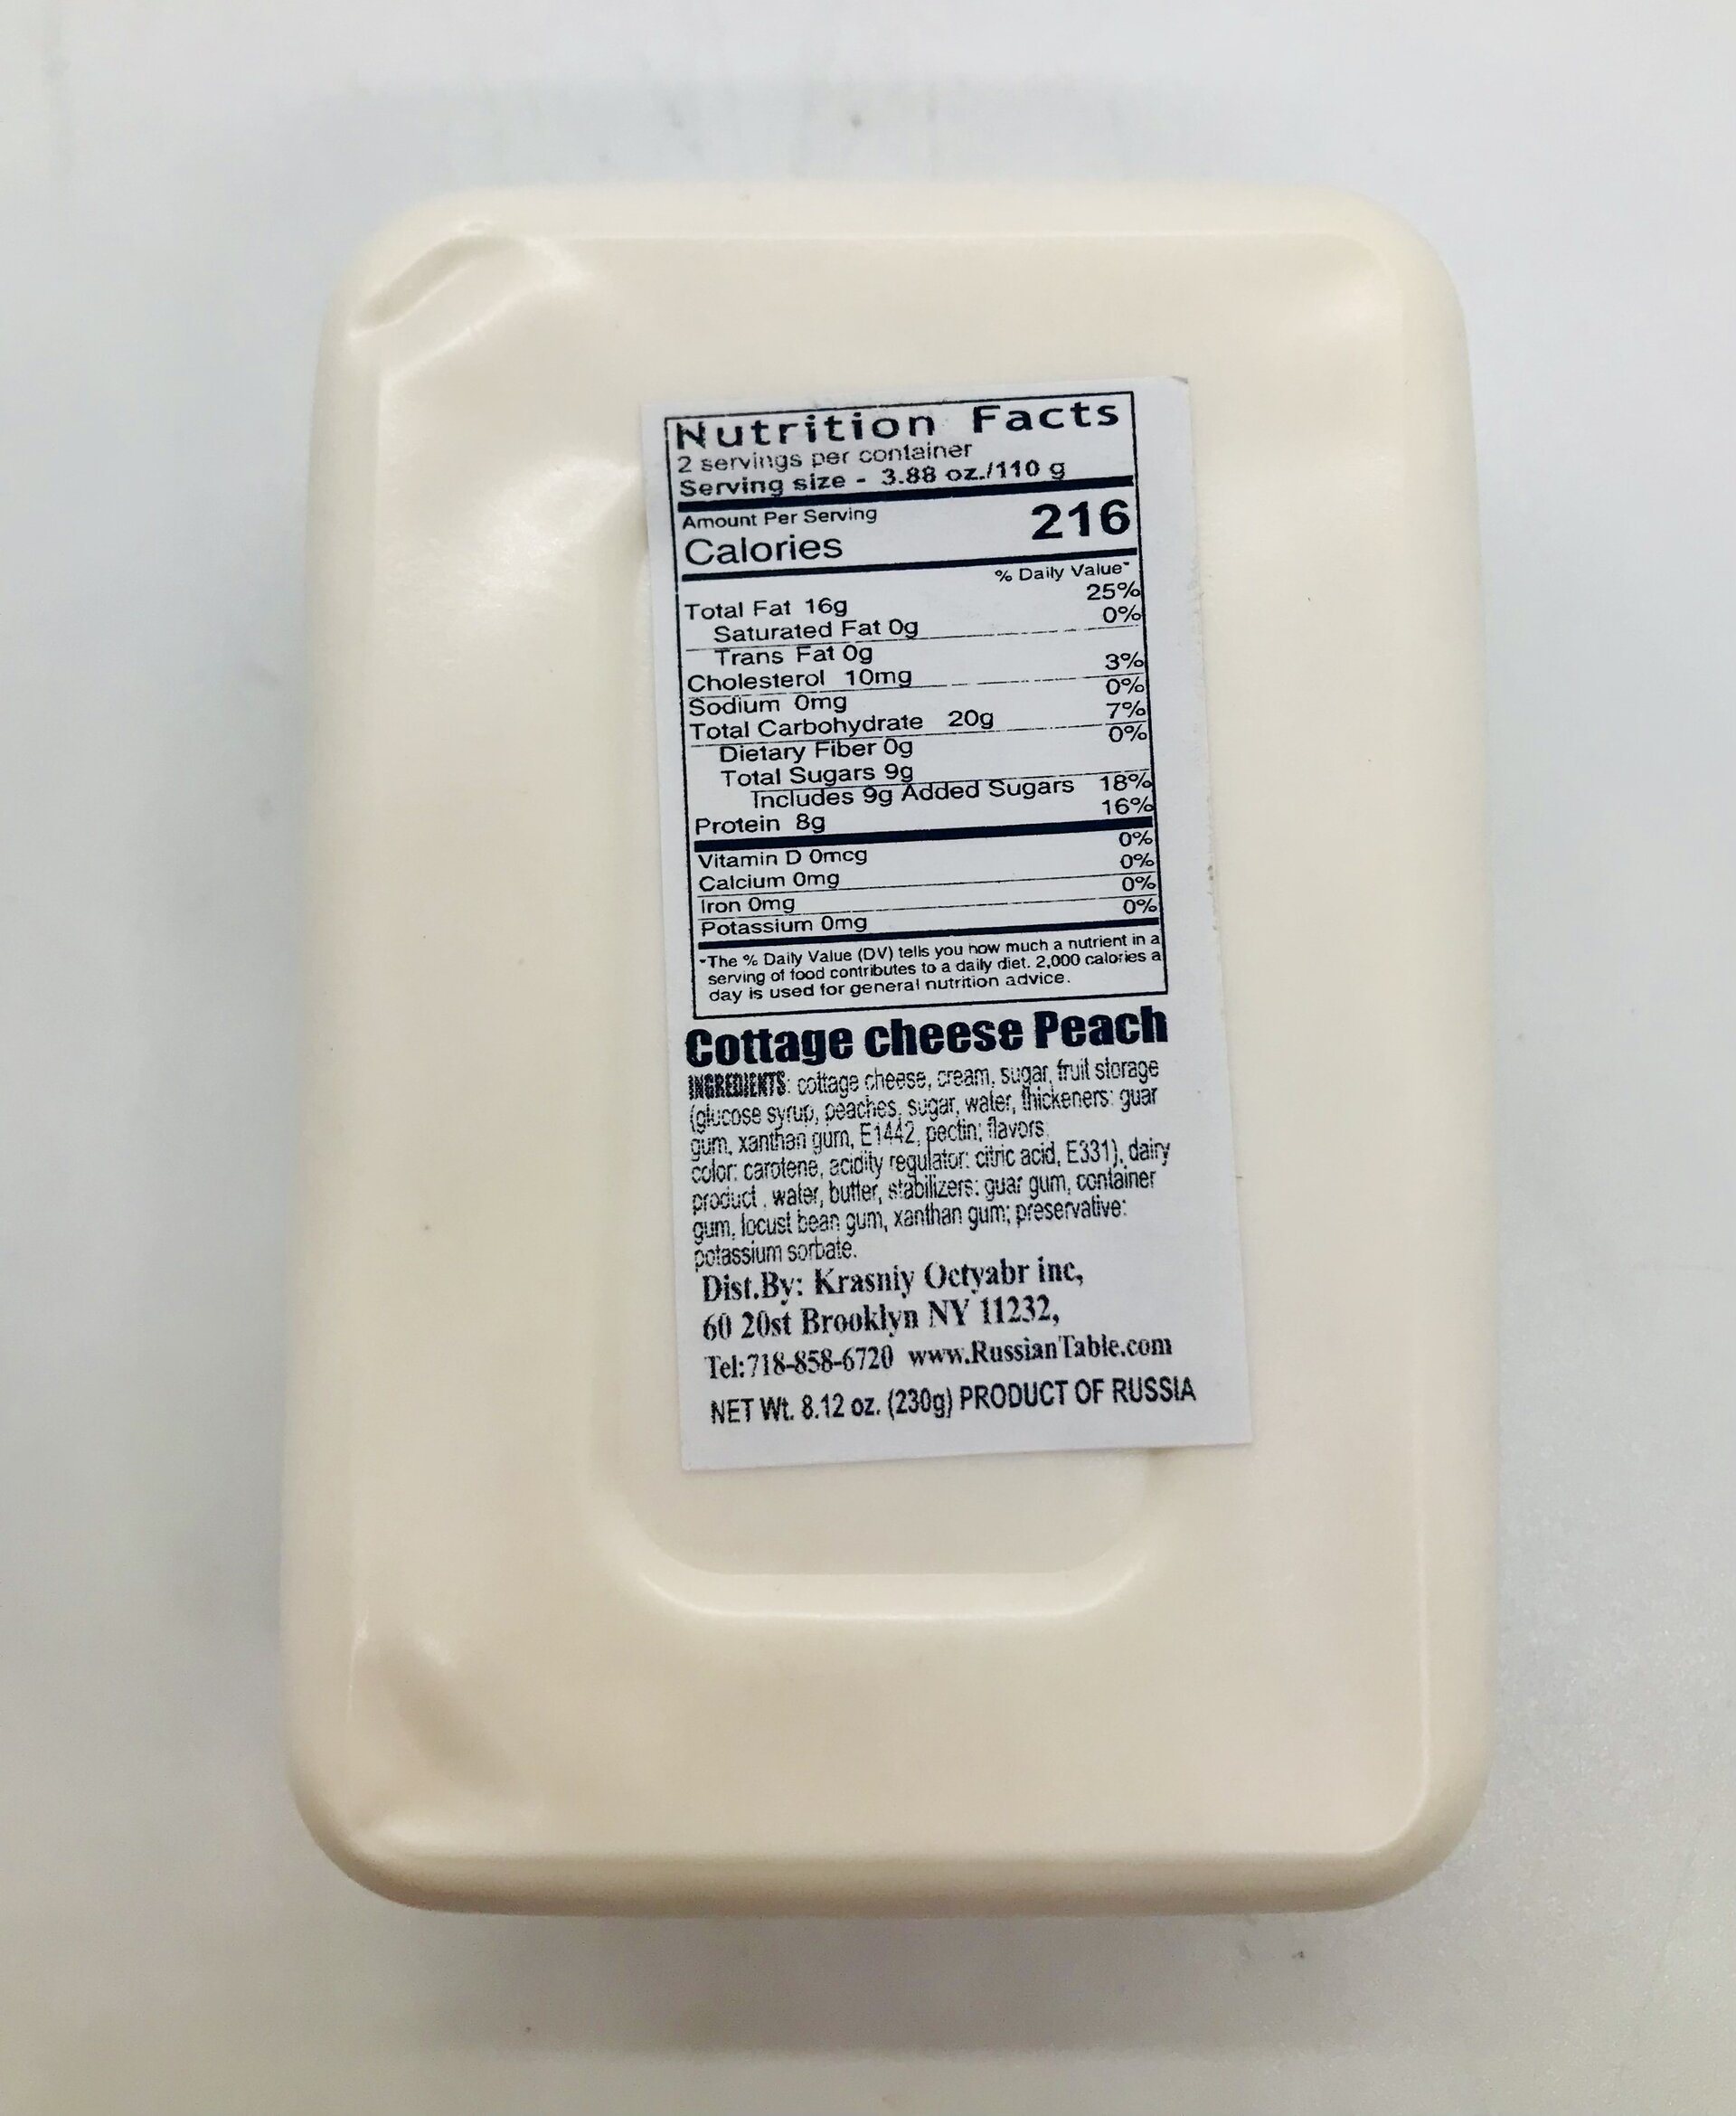 Nutrition Facts
2 servings per container
Serving size - 3.88 oz./110 g
Amount Per Serving
Calories 216
% Daily Value*
Total Fat 16g 25%
Saturated Fat 0g 0%
Trans Fat 0g
Cholesterol 10mg 3%
Sodium 0mg 0%
Total Carbohydrate 20g 7%
Dietary Fiber 0g 0%
Total Sugars 9g
Includes 9g Added Sugars 18%
Protein 8g 16%
Vitamin D 0mcg 0%
Calcium 0mg 0%
Iron 0mg 0%
Potassium 0mg 0%
*The % Daily Value (DV) tells you how much a nutrient in a
serving of food contributes to a daily diet. 2,000 calories a
day is used for general nutrition advice.
Cottage cheese Peach
INGREDIENTS: cottage cheese, cream, sugar, fruit storage
(glucose syrup, peaches, sugar, water, thickeners: guar
gum, xanthan gum, E1442, pectin; flavors,
color: carotene, acidity regulator: citric acid, E331), dairy
product , water, butter, stabilizers: guar gum, container
gum, locust bean gum, xanthan gum; preservative:
potassium sorbate.
Dist.By: Krasniy Octyabr inc,
60 20st Brooklyn NY 11232,
Tel:718-858-6720 www.RussianTable.com
NET Wt. 8.12 oz. (230g) PRODUCT OF RUSSIA